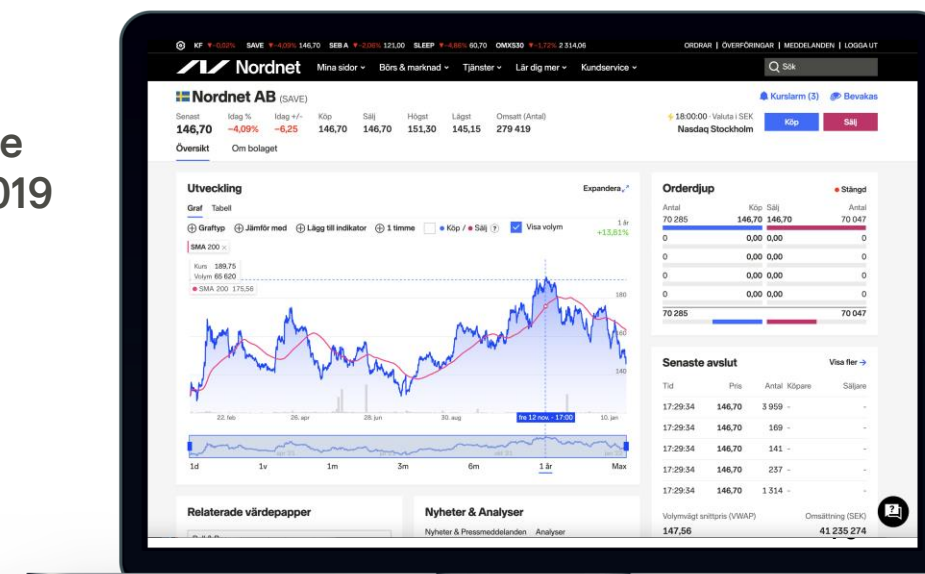 e
019
KF ▼-0,02% SAVE ▼-4,09% 146,70 SEB A ▼-2,06% 121,00 SLEEP ▼-4,86% 60,70 OMXS30 ▼-1,72% 2 314,06 ORDRAR | ÖVERFÖRINGAR | MEDDELANDEN | LOGGA UT
Nordnet Mina sidor Börs & marknad Tjänster Lär dig mer Kundservice Sök
Nordnet AB (SAVE) Kurslarm (3) Bevakas
Senast Idag % Idag +/- Köp Sälj Högst Lägst Omsatt (Antal) 18:00:00 · Valuta i SEK
146,70 -4,09% -6,25 146,70 146,70 151,30 145,15 279 419 Nasdaq Stockholm Köp Sälj
Översikt Om bolaget
Utveckling Expandera
Graf Tabell
Graftyp Jämför med Lägg till indikator 1 timme Köp / Sälj ? Visa volym 1 år
+13,61%
SMA 200 ×
Kurs 189,75
Volym 65 620
SMA 200 175,56
180
160
140
22. feb 26. apr 28. jun 30. aug fre 12 nov. - 17:00 10. jan
1d 1v 1m 3m 6m 1 år Max
Orderdjup Stängd
Antal Köp Sälj Antal
70 285 146,70 146,70 70 047
0 0,00 0,00 0
0 0,00 0,00 0
0 0,00 0,00 0
0 0,00 0,00 0
70 285 70 047
Senaste avslut Visa fler →
Tid Pris Antal Köpare Säljare
17:29:34 146,70 3 959 - -
17:29:34 146,70 169 - -
17:29:34 146,70 141 - -
17:29:34 146,70 237 - -
17:29:34 146,70 1 314 - -
Volymvägt snittpris (VWAP) Omsättning (SEK)
147,56 41 235 274
Relaterade värdepapper
Nyheter & Analyser
Nyheter & Pressmeddelanden Analyser